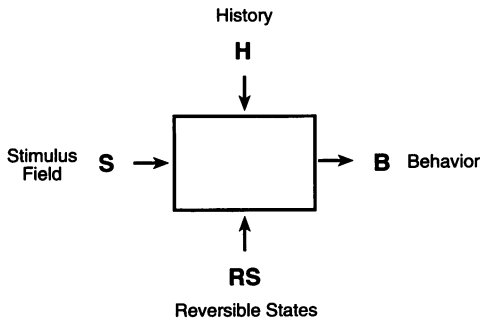 History
H
Stimulus
Field
S
B
Behavior
RS
Reversible States